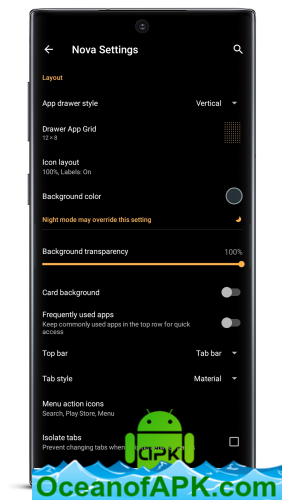 Nova Settings
Layout
App drawer style
Vertical
Drawer App Grid
12 × 8
Icon layout
100%, Labels: On
Background color
Night mode may override this setting
Background transparency
100%
Card background
Frequently used apps
Keep commonly used apps in the top row for quick
access
Top bar
Tab bar
Tab style
Material
Menu action icons
Search, Play Store, Menu
Isolate tabs
Prevent changing tabs when
APK
OceanofAPK.com